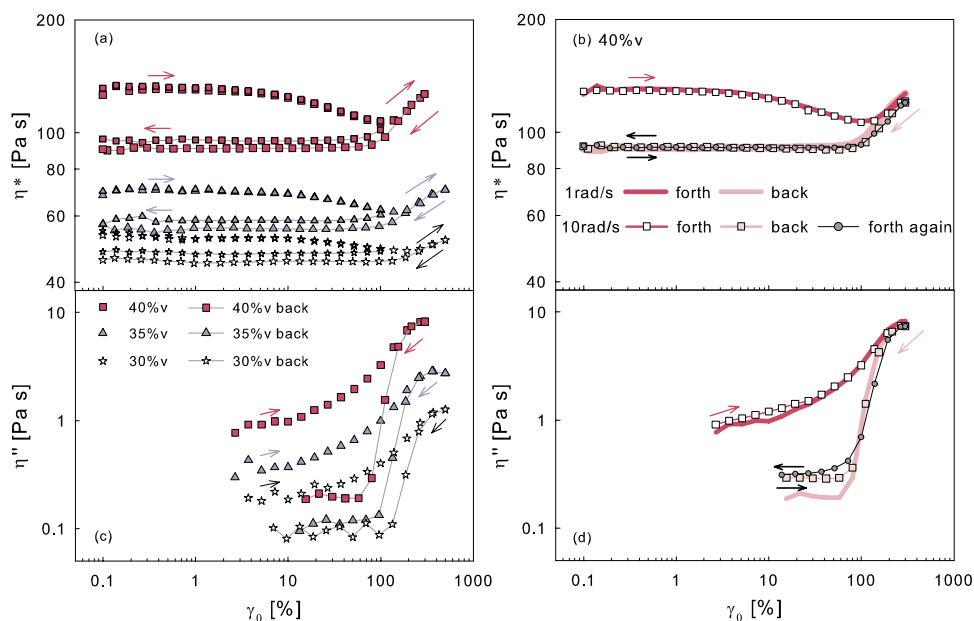 (a)
η* [Pa s]
200
100
80
60
40
(b) 40%v
η* [Pa s]
200
100
80
60
40
1rad/s forth back
10rad/s forth back forth again
(c)
η'' [Pa s]
10
1
0.1
40%v 40%v back
35%v 35%v back
30%v 30%v back
0.1 1 10 100 1000
γ0 [%]
(d)
η'' [Pa s]
10
1
0.1
0.1 1 10 100 1000
γ0 [%]